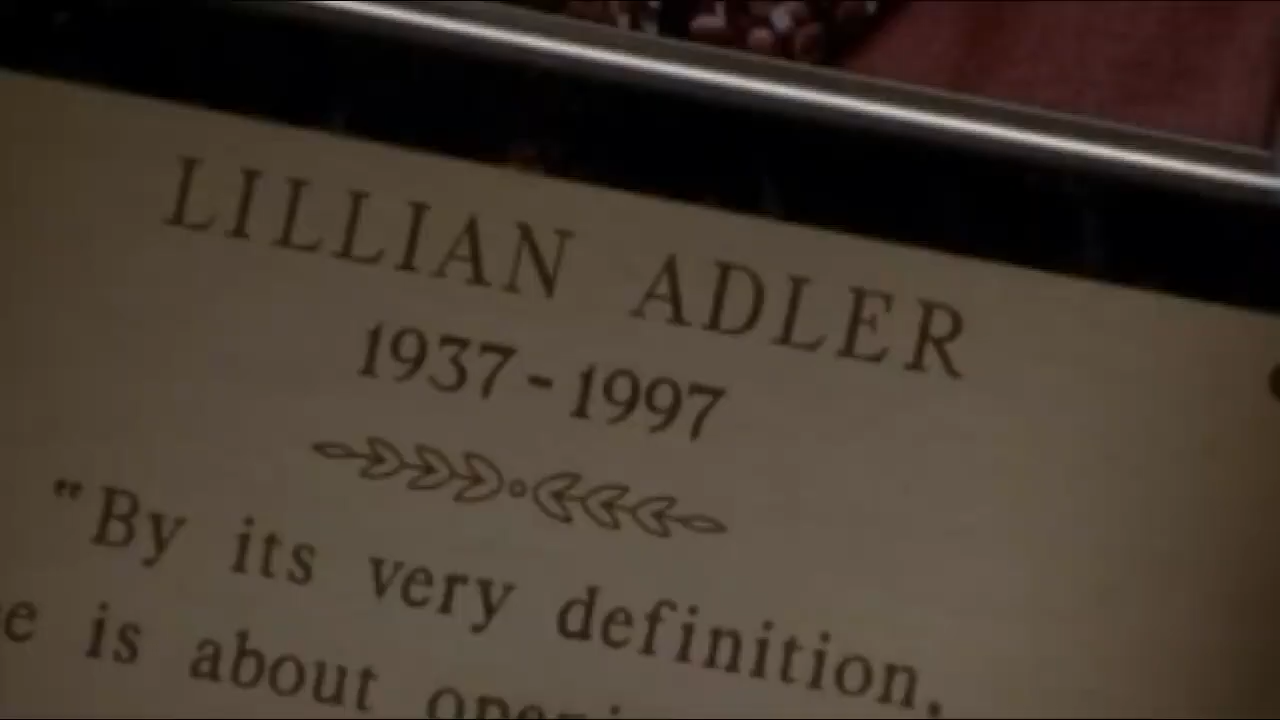 LILLIAN ADLER
1937-1997
"By its very definition,
is about